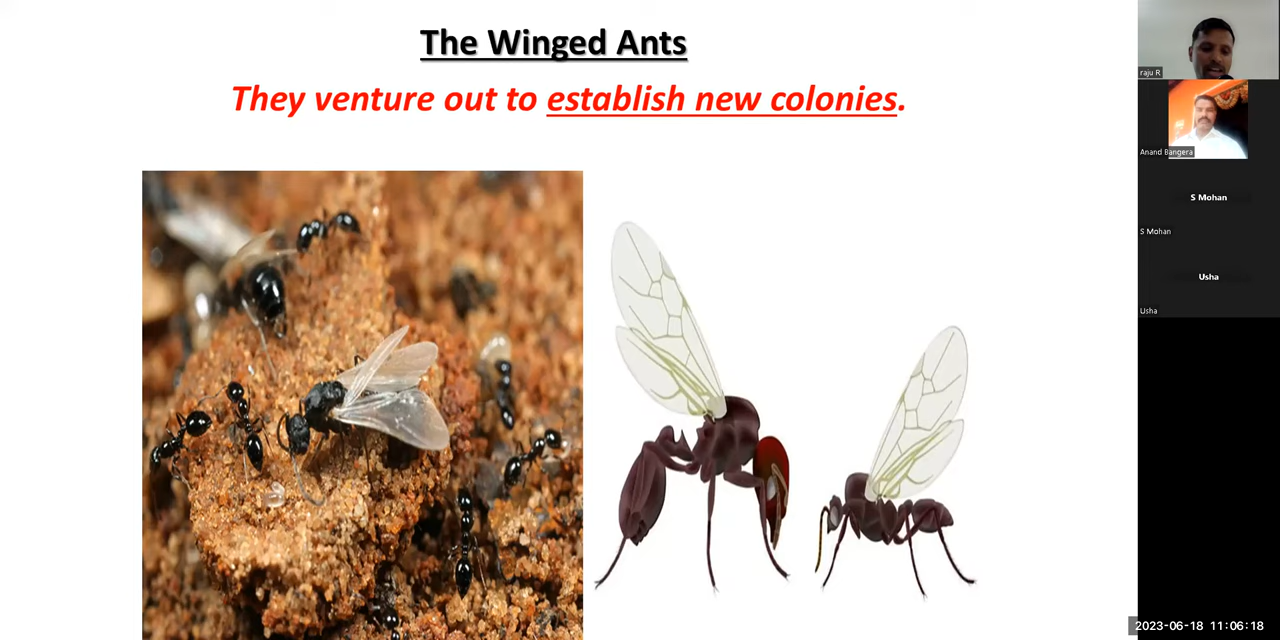 The Winged Ants
They venture out to establish new colonies.
raju R
Anand Bangera
S Mohan
S Mohan
Usha
Usha
2023-06-18 11:06:18